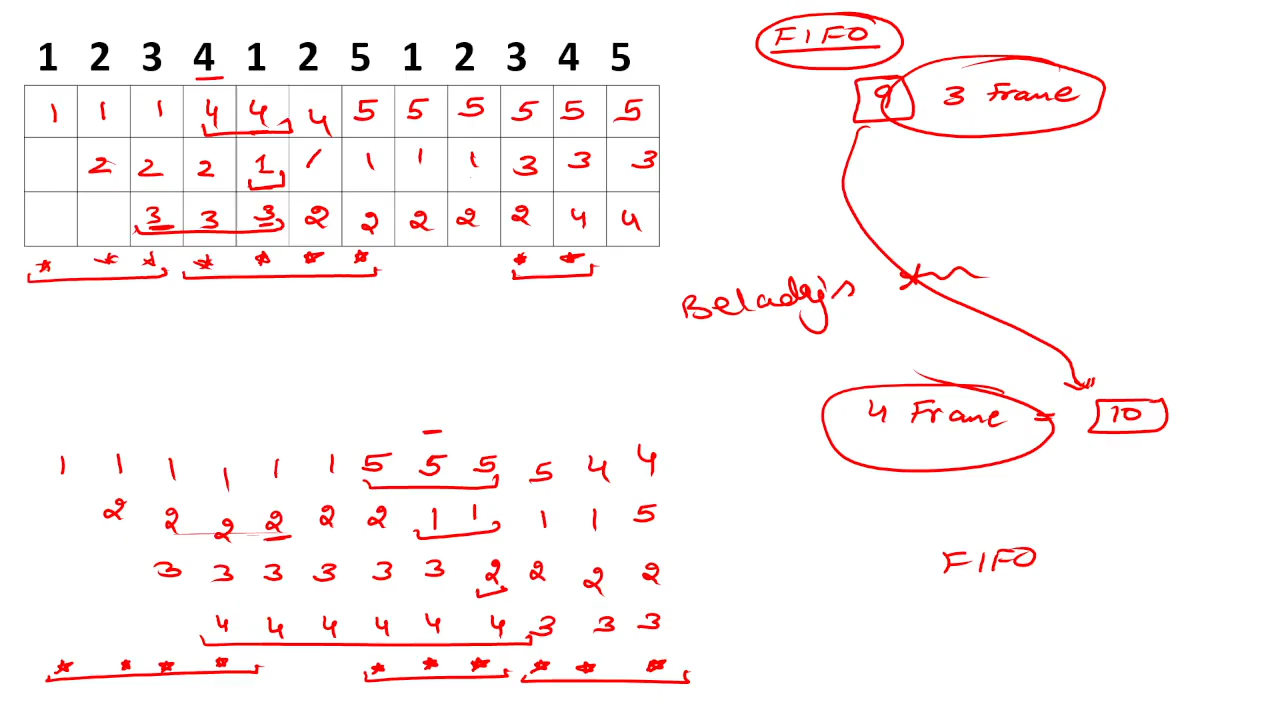 1 2 3 4 1 2 5 1 2 3 4 5
1 1 1 4 4 4 5 5 5 5 5 5
2 2 2 1 1 1 1 1 3 3 3
3 3 3 2 2 2 2 2 4 4
* * * * * * * * *
FIFO
9 3 Frame
Belady's
4 Frame = 10
FIFO
1 1 1 1 1 1 5 5 5 5 4 4
2 2 2 2 2 2 1 1 1 1 5
3 3 3 3 3 3 2 2 2 2
4 4 4 4 4 4 3 3 3
* * * * * * * * * *